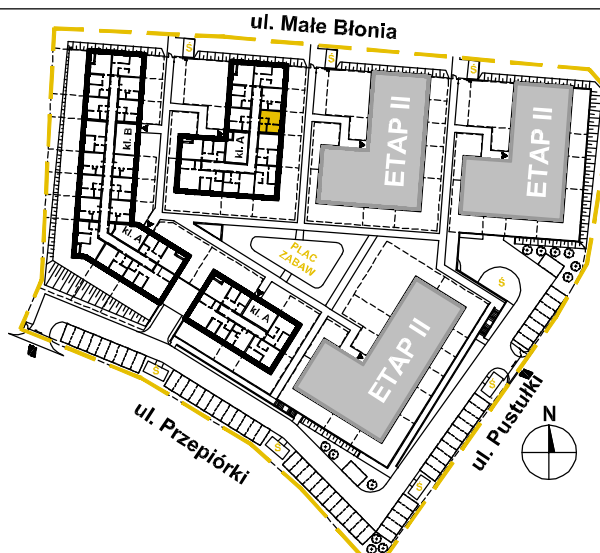 ul. Małe Błonia
Ś
Ś
Ś
kl. B
kl. A
ETAP II
ETAP II
kl. A
PLAC
ZABAW
Ś
kl. A
ETAP II
Ś
Ś
Ś
Ś
ul. Przepiórki
ul. Pustułki
N